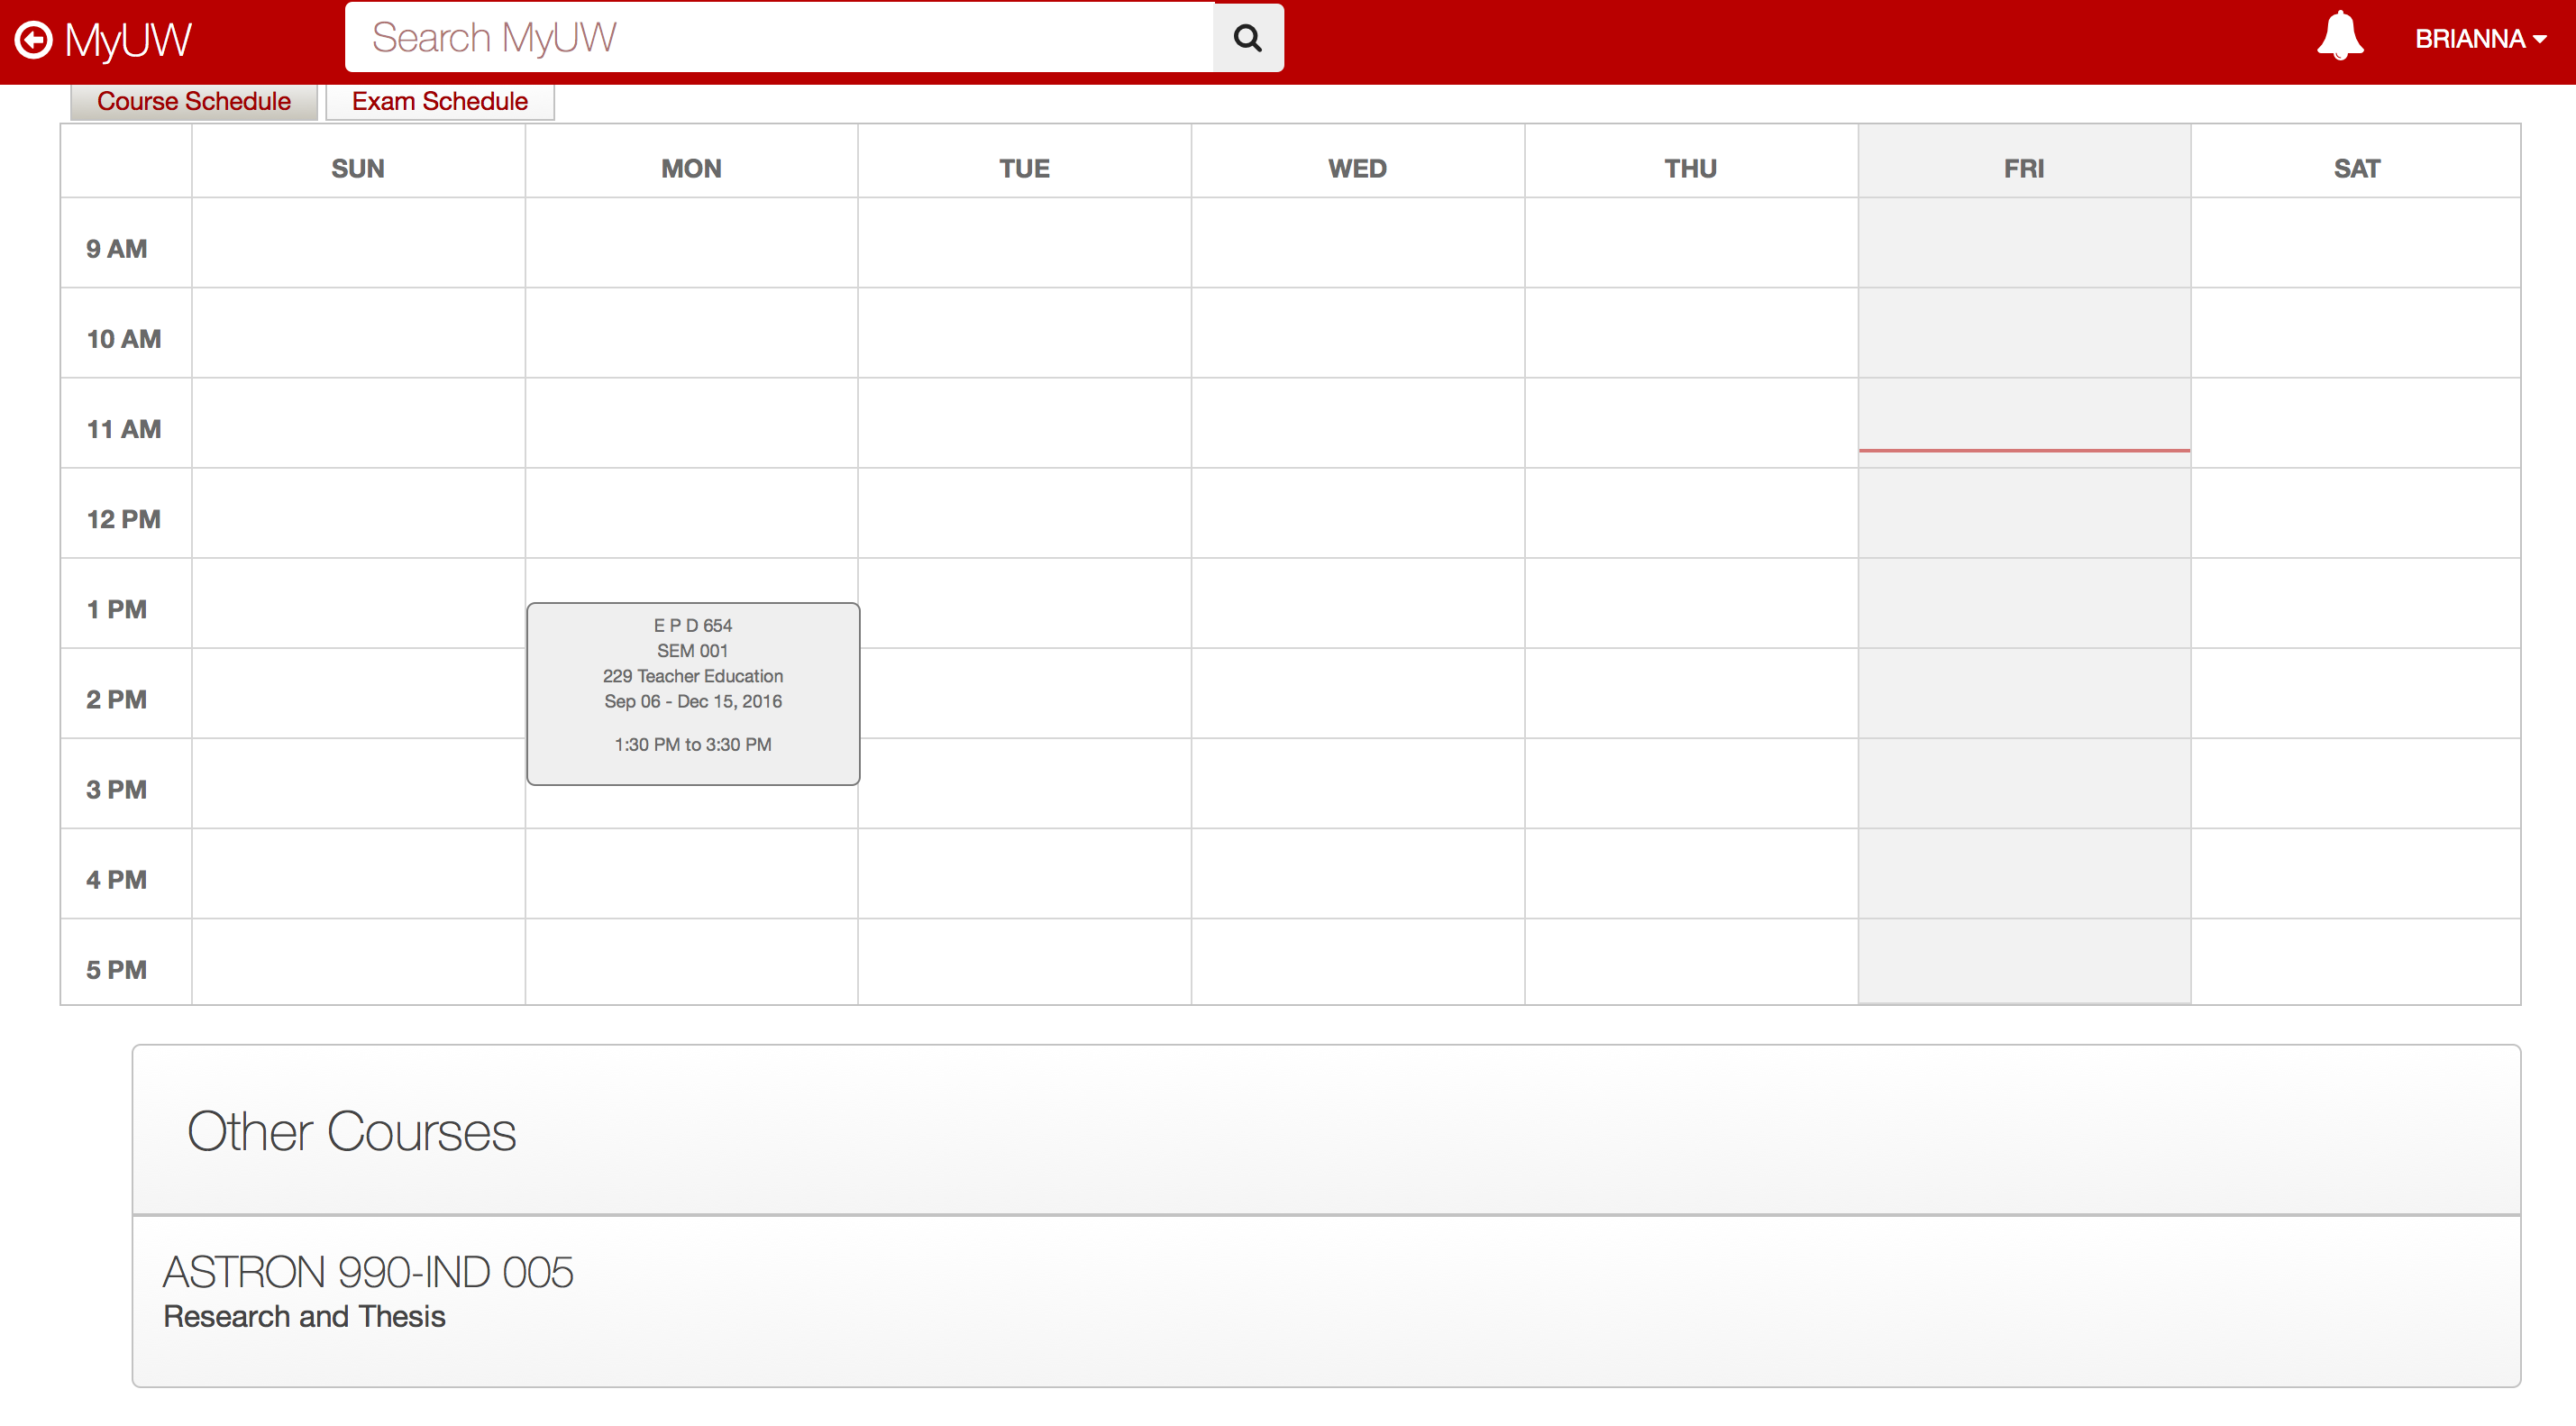 MyUW
Search MyUW
BRIANNA
Course Schedule
Exam Schedule
SUN MON TUE WED THU FRI SAT
9 AM
10 AM
11 AM
12 PM
1 PM
E P D 654
SEM 001
229 Teacher Education
2 PM
Sep 06 - Dec 15, 2016
1:30 PM to 3:30 PM
3 PM
4 PM
5 PM
Other Courses
ASTRON 990-IND 005
Research and Thesis